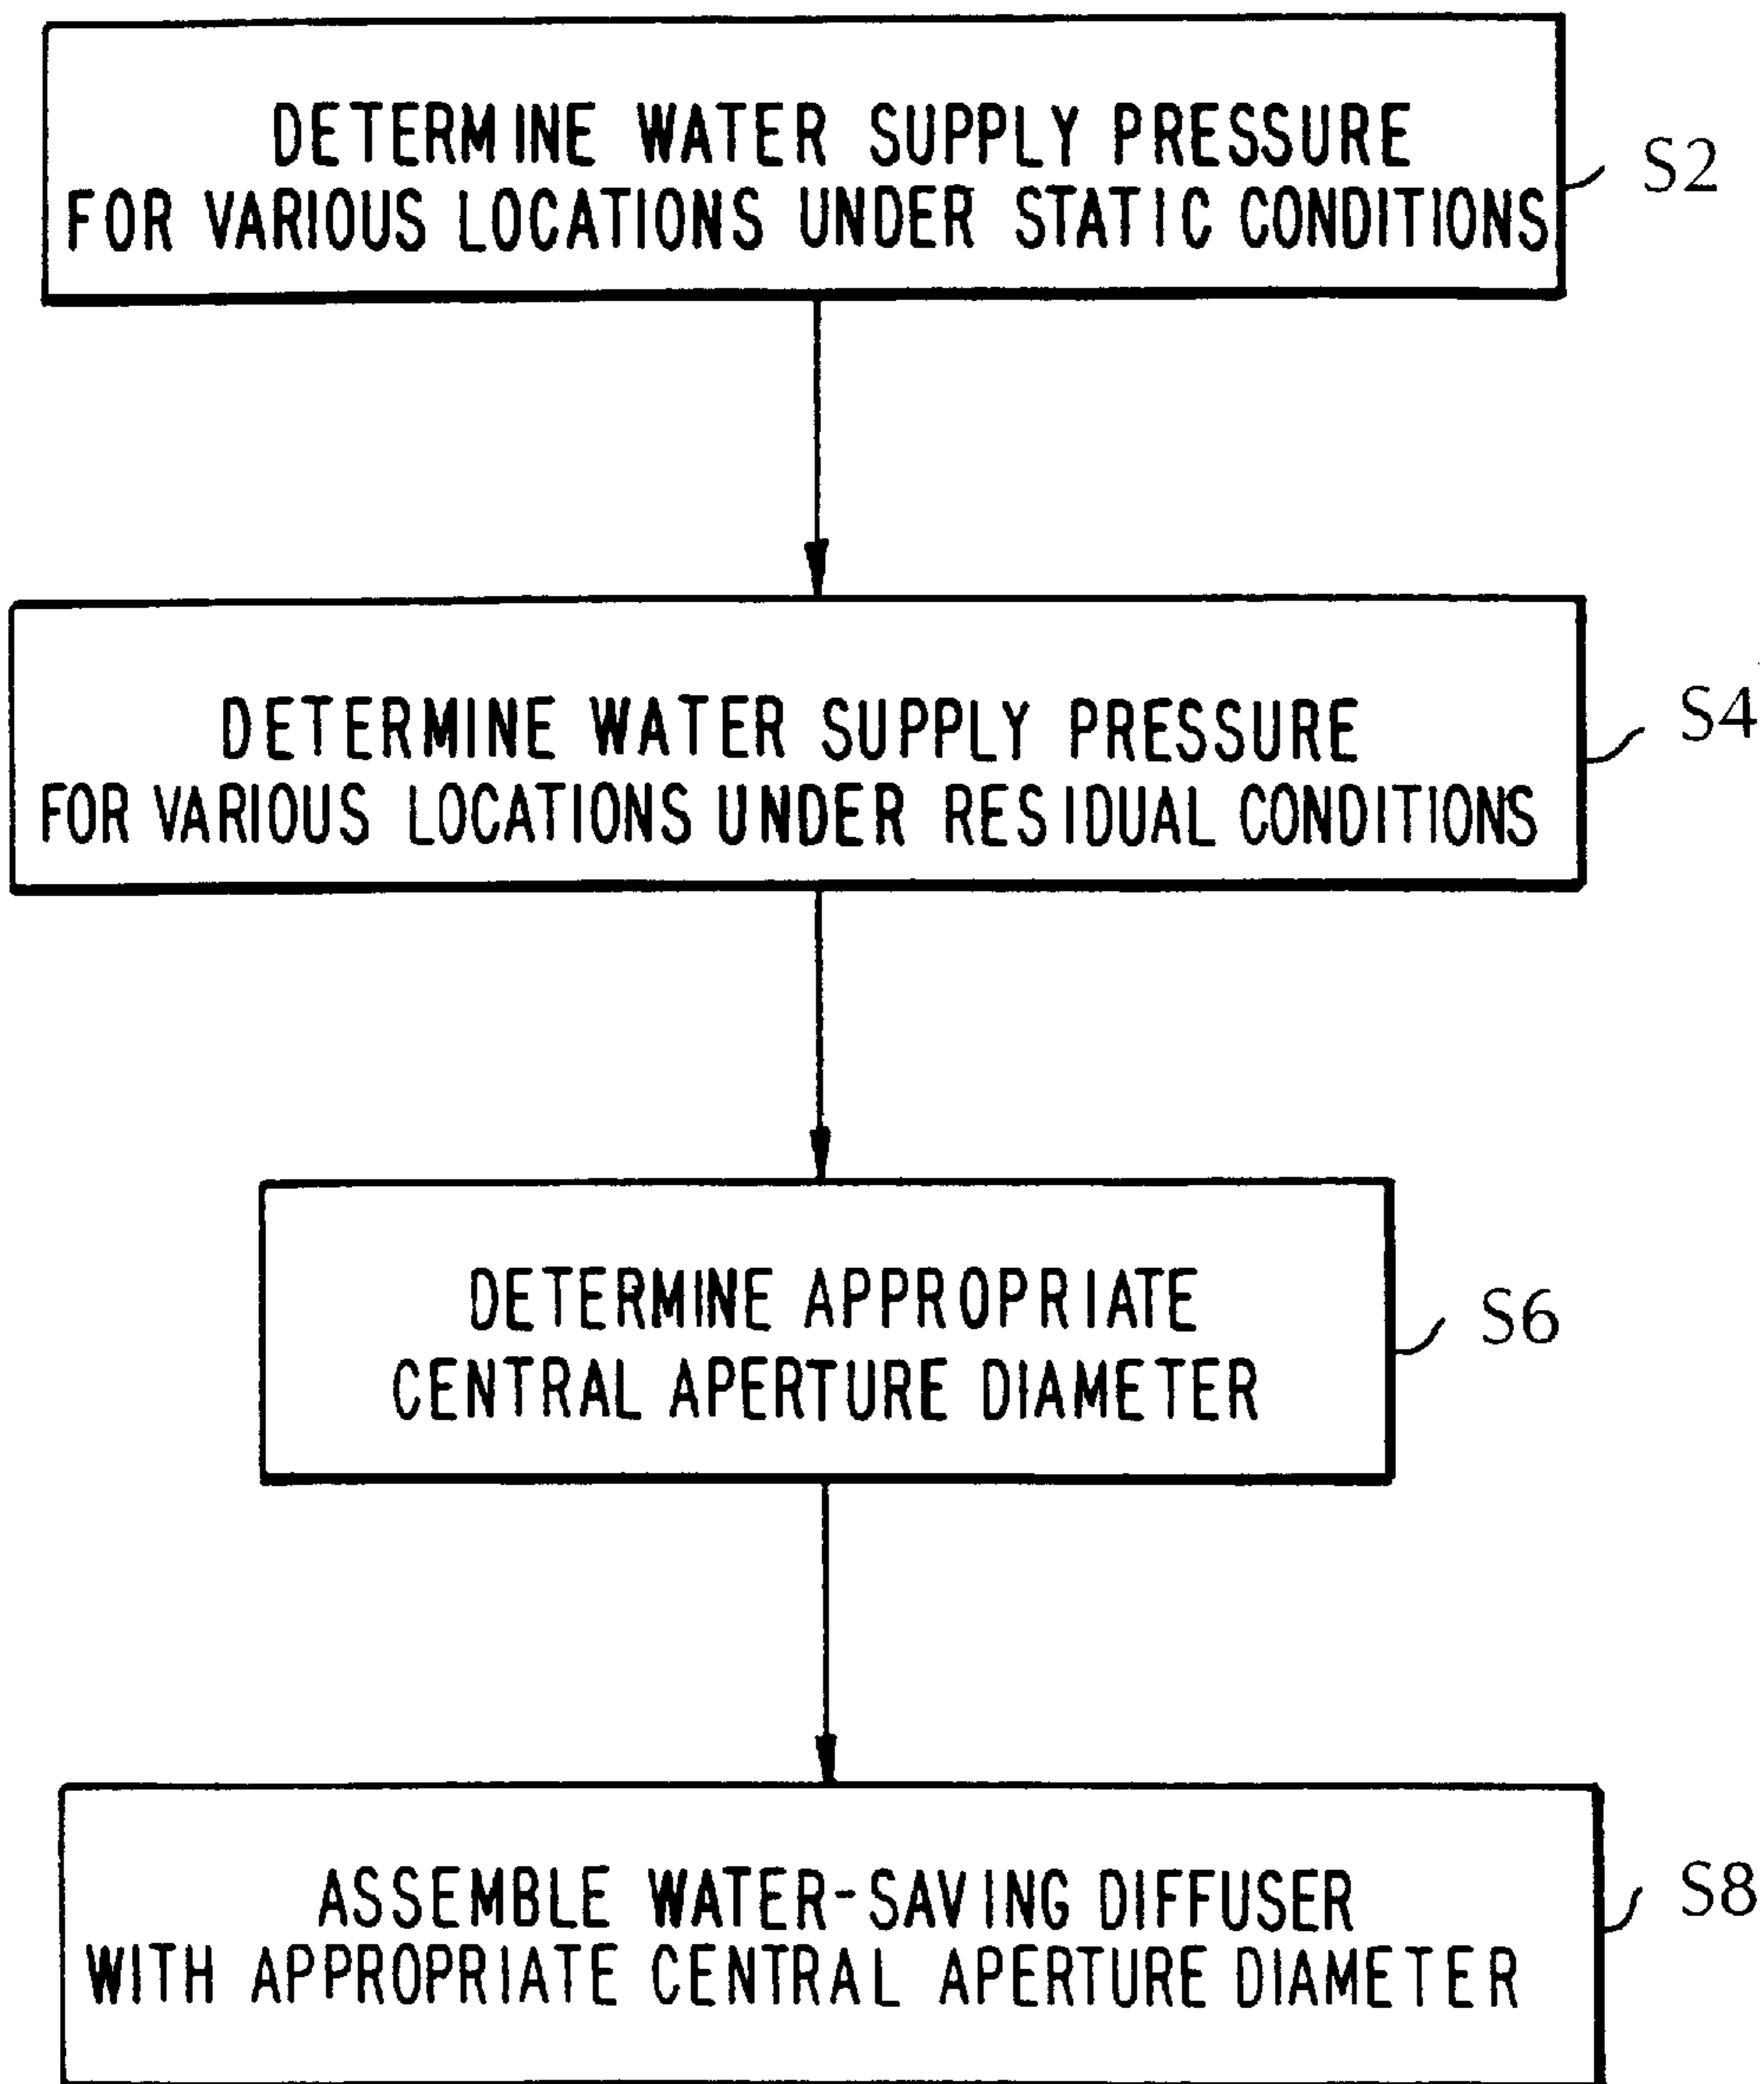 DETERMINE WATER SUPPLY PRESSURE
FOR VARIOUS LOCATIONS UNDER STATIC CONDITIONS
S2
DETERMINE WATER SUPPLY PRESSURE
FOR VARIOUS LOCATIONS UNDER RESIDUAL CONDITIONS
S4
DETERMINE APPROPRIATE
CENTRAL APERTURE DIAMETER
S6
ASSEMBLE WATER-SAVING DIFFUSER
WITH APPROPRIATE CENTRAL APERTURE DIAMETER
S8